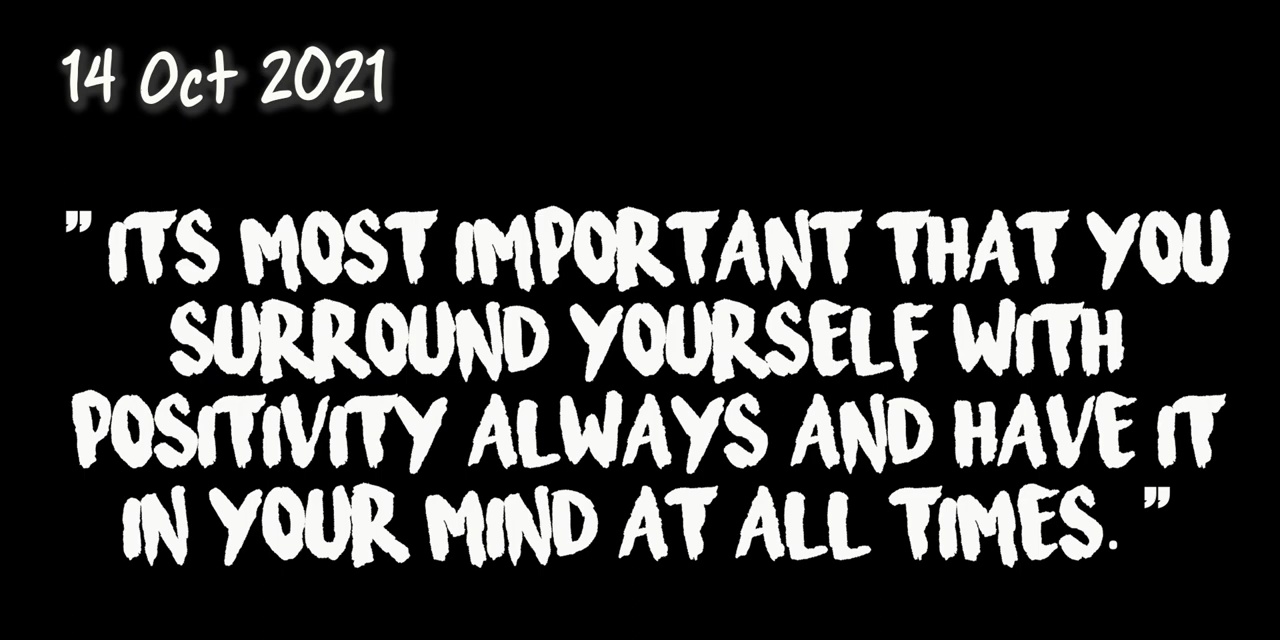 14 Oct 2021
" ITS MOST IMPORTANT THAT YOU
SURROUND YOURSELF WITH
POSITIVITY ALWAYS AND HAVE IT
IN YOUR MIND AT ALL TIMES. "